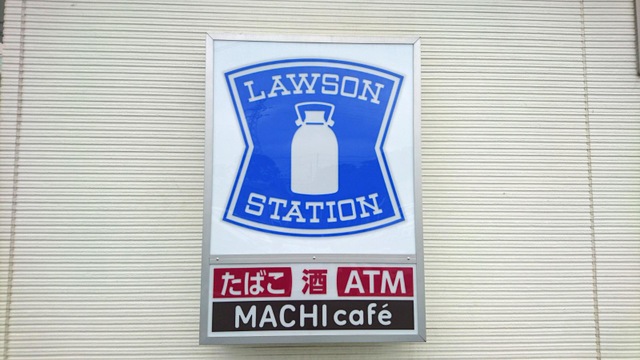 LAWSON
STATION
たばこ 酒 ATM
MACHI café